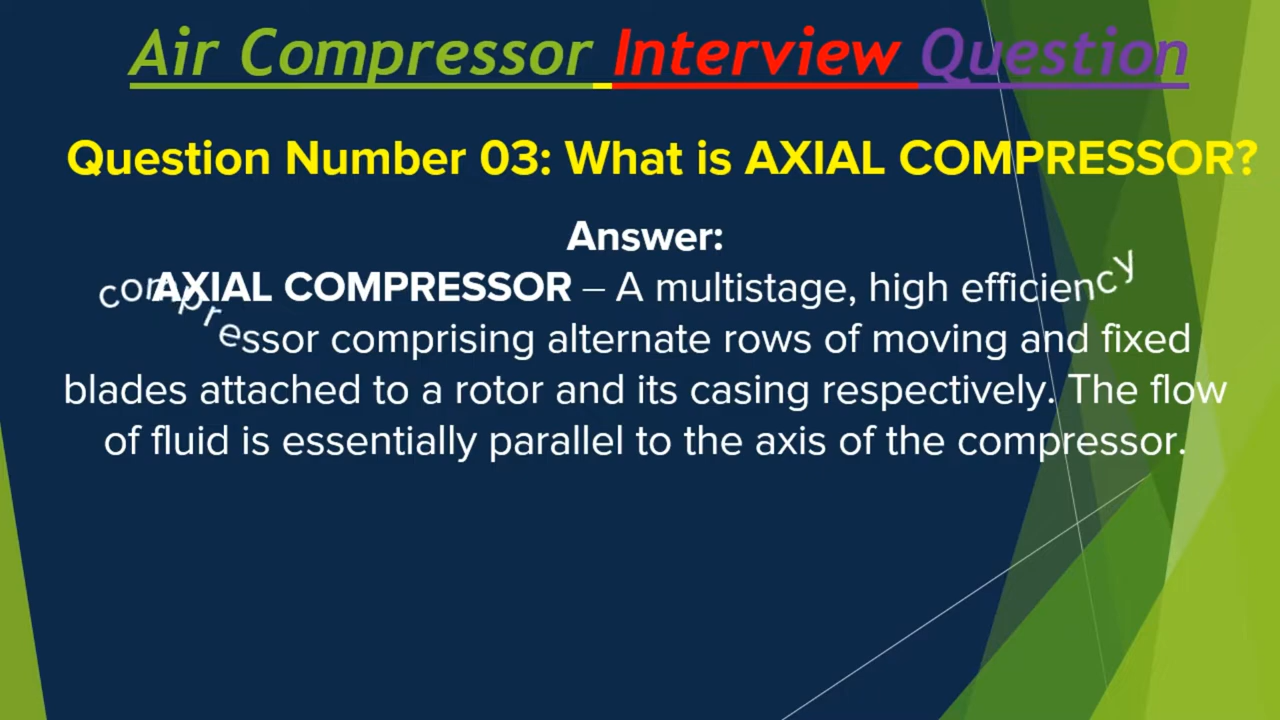 Air Compressor Interview Question
Question Number 03: What is AXIAL COMPRESSOR?
Answer:
AXIAL COMPRESSOR – A multistage, high efficiency
compressor comprising alternate rows of moving and fixed
blades attached to a rotor and its casing respectively. The flow
of fluid is essentially parallel to the axis of the compressor.